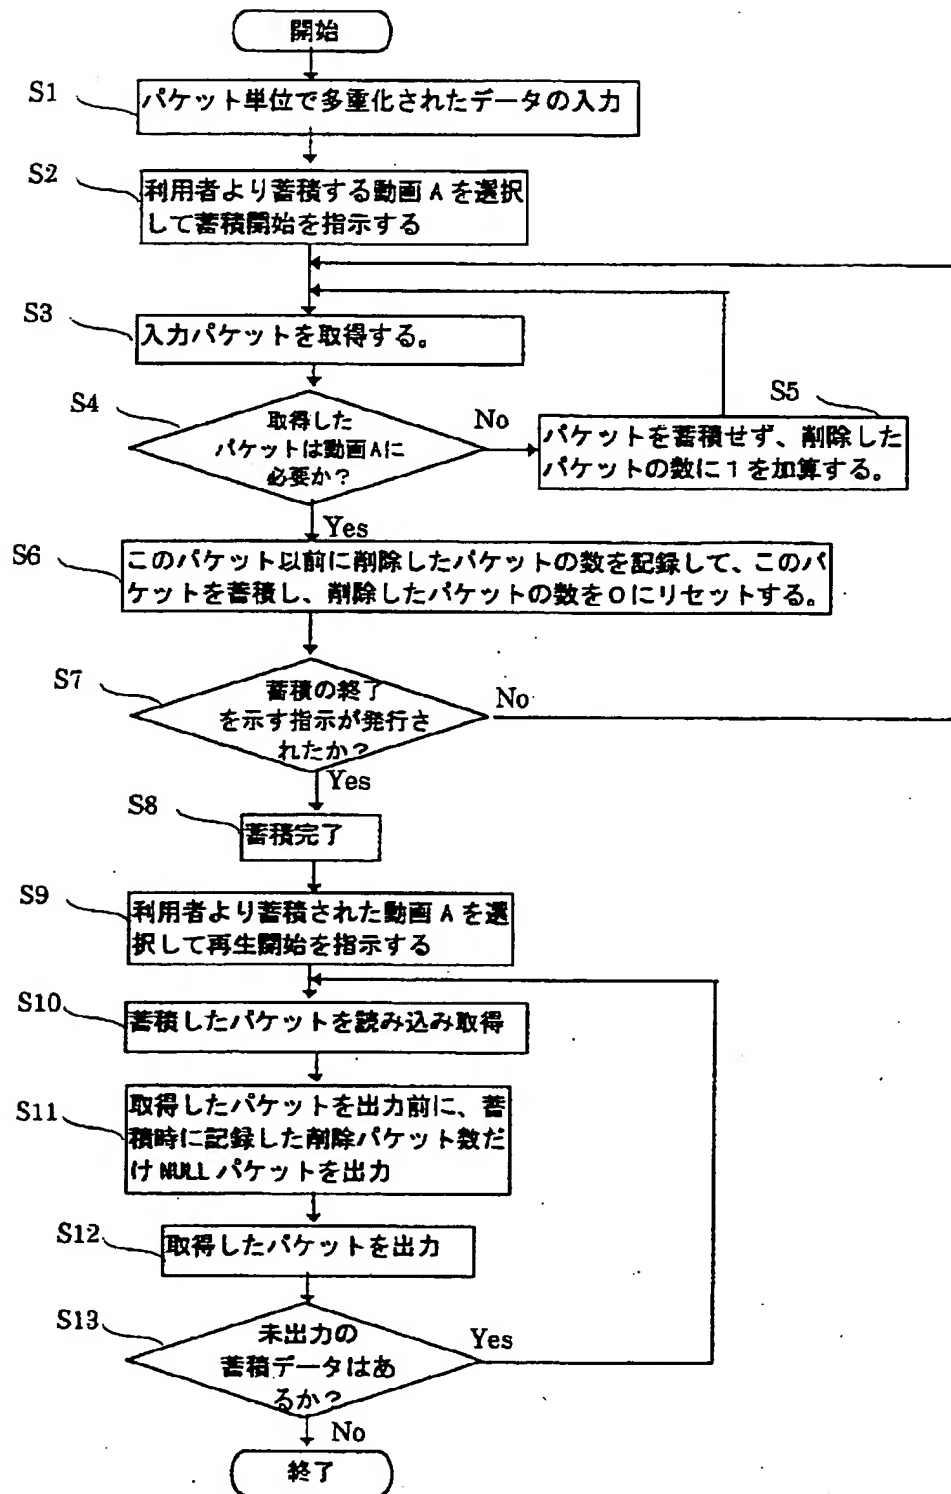 開始
S1
パケット単位で多重化されたデータの入力
S2
利用者より蓄積する動画 A を選択
して蓄積開始を指示する
S3
入力パケットを取得する。
S4
取得した
パケットは動画Aに
必要か？
No
S5
パケットを蓄積せず、削除した
パケットの数に１を加算する。
Yes
S6
このパケット以前に削除したパケットの数を記録して、このパ
ケットを蓄積し、削除したパケットの数を０にリセットする。
S7
蓄積の終了
を示す指示が発行さ
れたか？
No
Yes
S8
蓄積完了
S9
利用者より蓄積された動画 A を選
択して再生開始を指示する
S10
蓄積したパケットを読み込み取得
S11
取得したパケットを出力前に、蓄
積時に記録した削除パケット数だ
け NULL パケットを出力
S12
取得したパケットを出力
S13
未出力の
蓄積データはあ
るか？
Yes
No
終了